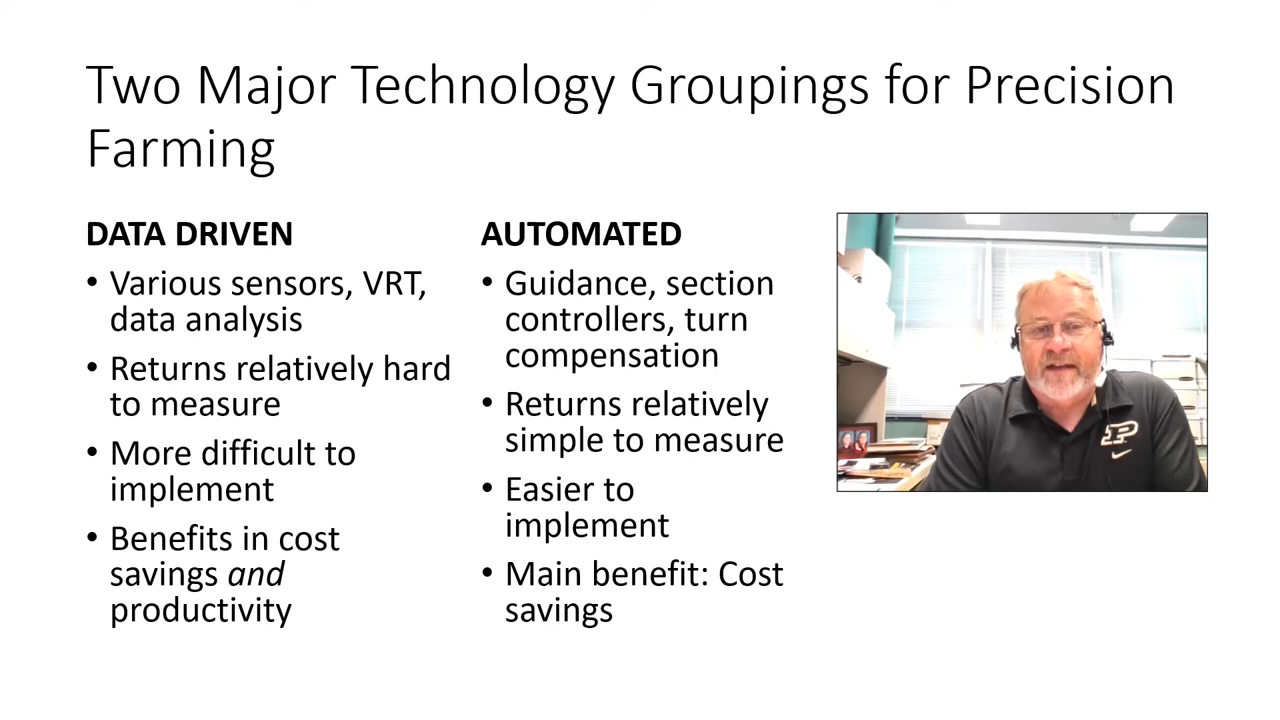 Two Major Technology Groupings for Precision
Farming
DATA DRIVEN
• Various sensors, VRT,
data analysis
• Returns relatively hard
to measure
• More difficult to
implement
• Benefits in cost
savings and
productivity
AUTOMATED
• Guidance, section
controllers, turn
compensation
• Returns relatively
simple to measure
• Easier to
implement
• Main benefit: Cost
savings
P